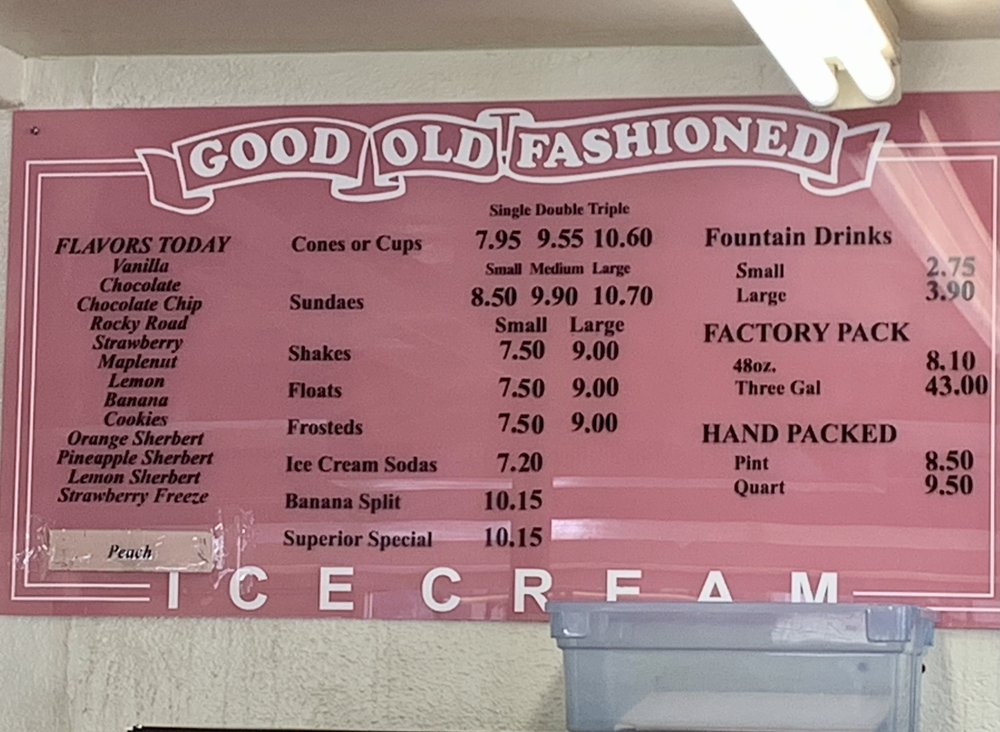 GOOD OLD FASHIONED
FLAVORS TODAY
Vanilla
Chocolate
Chocolate Chip
Rocky Road
Strawberry
Maplenut
Lemon
Banana
Cookies
Orange Sherbert
Pineapple Sherbert
Lemon Sherbert
Strawberry Freeze
Peach
Single Double Triple
Cones or Cups 7.95 9.55 10.60
Small Medium Large
Sundaes 8.50 9.90 10.70
Small Large
Shakes 7.50 9.00
Floats 7.50 9.00
Frosteds 7.50 9.00
Ice Cream Sodas 7.20
Banana Split 10.15
Superior Special 10.15
Fountain Drinks
Small 2.75
Large 3.90
FACTORY PACK
48oz. 8.10
Three Gal 43.00
HAND PACKED
Pint 8.50
Quart 9.50
ICE CREAM